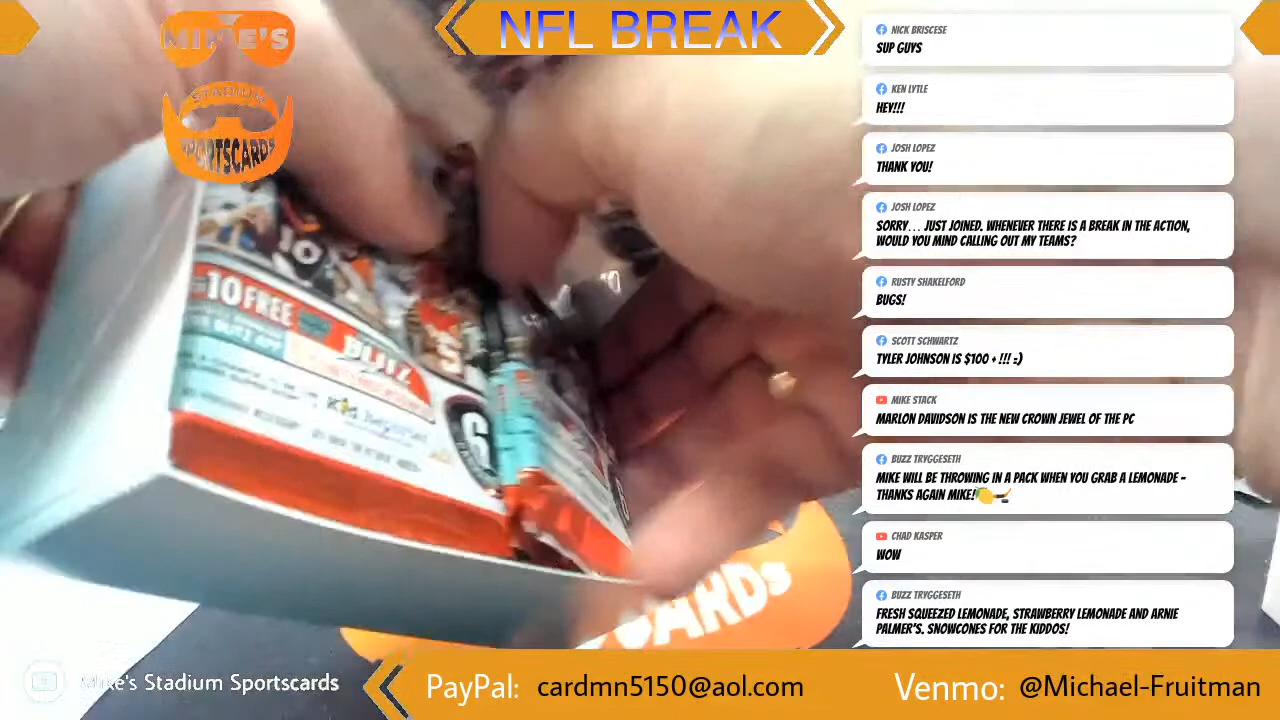 NFL BREAK
MIKE'S
STADIUM
SPORTSCARDS
10
10 FREE
BLITZ
5
6
CARDS
NICK BRISCESE
SUP GUYS
KEN LYTLE
HEY!!!
JOSH LOPEZ
THANK YOU!
JOSH LOPEZ
SORRY... JUST JOINED. WHENEVER THERE IS A BREAK IN THE ACTION,
WOULD YOU MIND CALLING OUT MY TEAMS?
RUSTY SHAKELFORD
BUGS!
SCOTT SCHWARTZ
TYLER JOHNSON IS $100 + !!! :)
MIKE STACK
MARLON DAVIDSON IS THE NEW CROWN JEWEL OF THE PC
BUZZ TRYGGESETH
MIKE WILL BE THROWING IN A PACK WHEN YOU GRAB A LEMONADE -
THANKS AGAIN MIKE!🍋🏒
CHAD KASPER
WOW
BUZZ TRYGGESETH
FRESH SQUEEZED LEMONADE, STRAWBERRY LEMONADE AND ARNIE
PALMER'S. SNOWCONES FOR THE KIDDOS!
Mike's Stadium Sportscards
PayPal: cardmn5150@aol.com
Venmo: @Michael-Fruitman